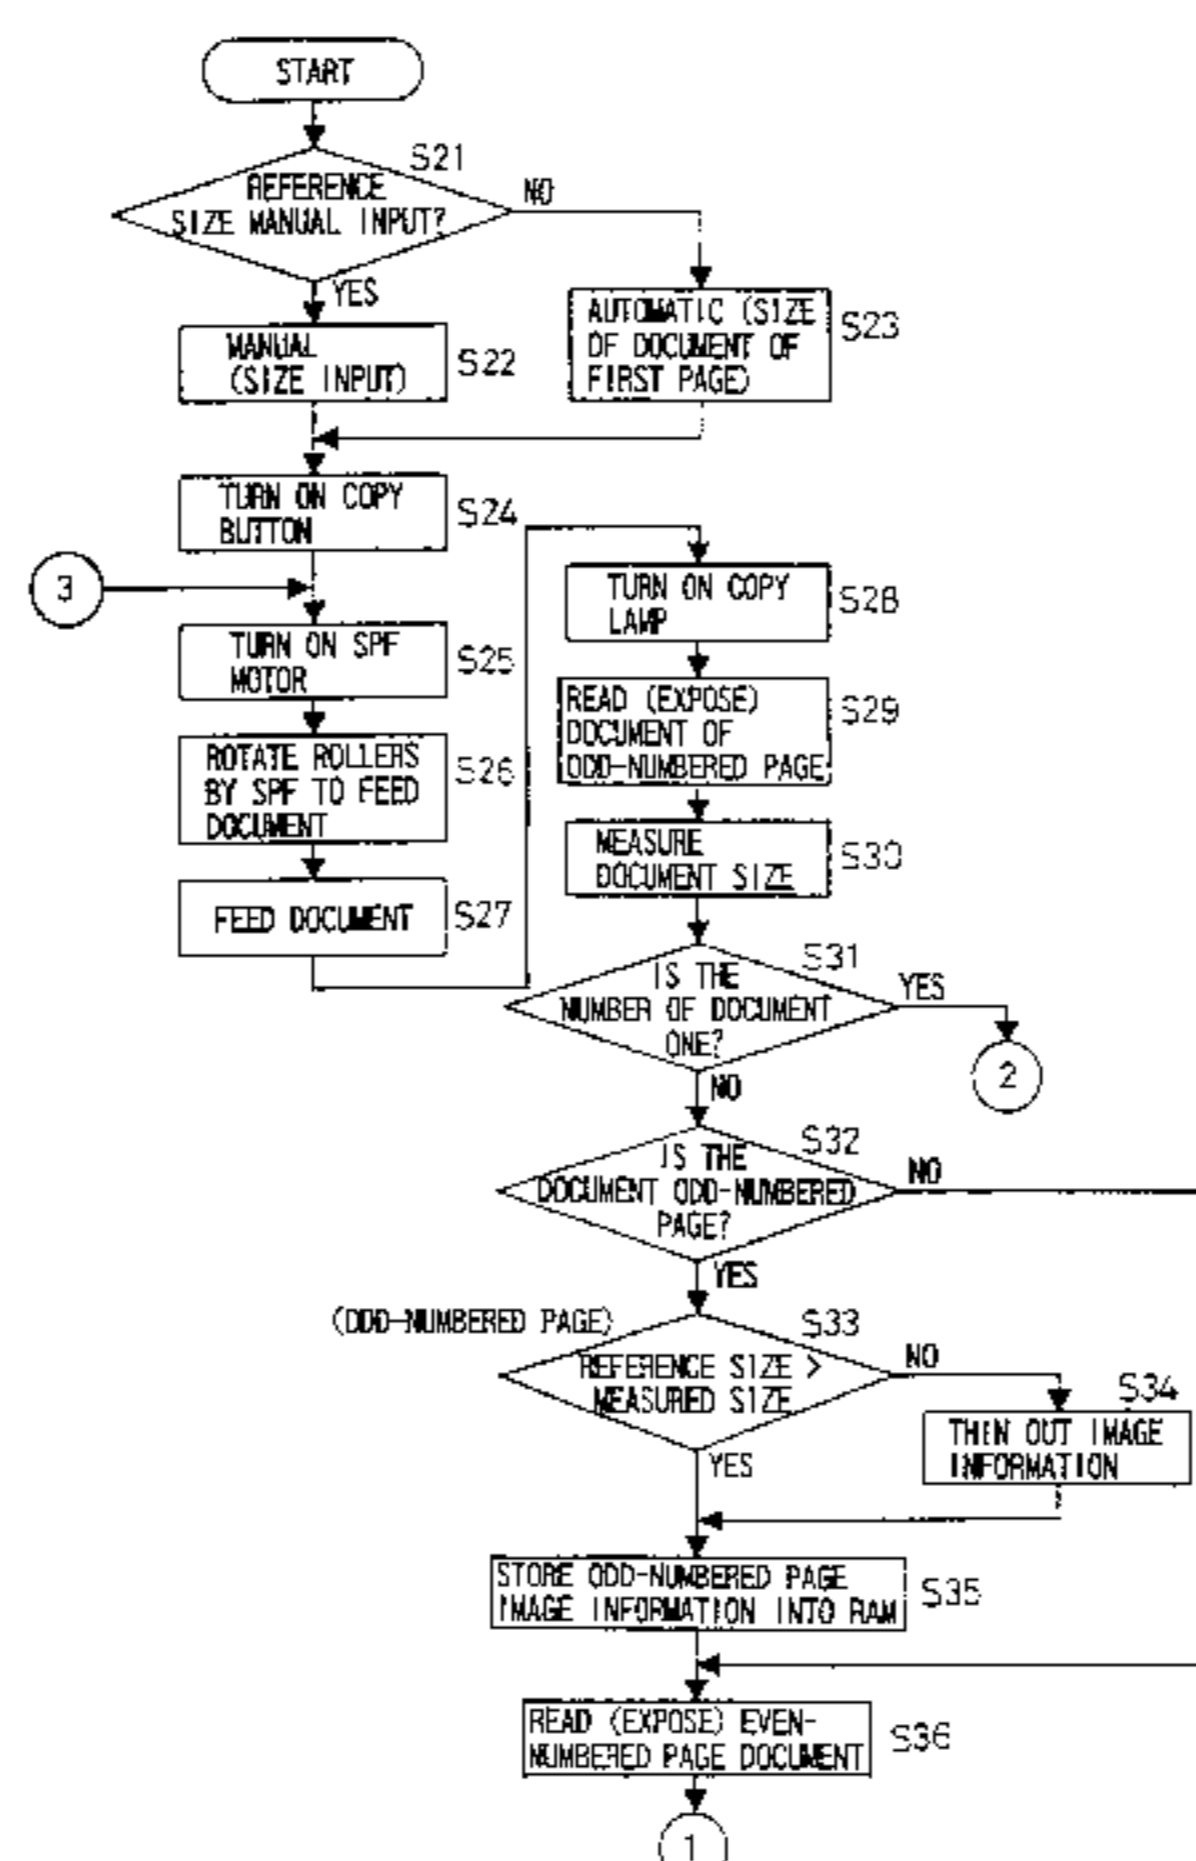 START
S21
REFERENCE
SIZE MANUAL INPUT?
NO
YES
MANUAL
(SIZE INPUT)
S22
AUTOMATIC (SIZE
OF DOCUMENT OF
FIRST PAGE)
S23
TURN ON COPY
BUTTON
S24
3
TURN ON SPF
MOTOR
S25
ROTATE ROLLERS
BY SPF TO FEED
DOCUMENT
S26
FEED DOCUMENT
S27
TURN ON COPY
LAMP
S28
READ (EXPOSE)
DOCUMENT OF
ODD-NUMBERED PAGE
S29
MEASURE
DOCUMENT SIZE
S30
S31
IS THE
NUMBER OF DOCUMENT
ONE?
YES
2
NO
S32
IS THE
DOCUMENT ODD-NUMBERED
PAGE?
NO
YES
(ODD-NUMBERED PAGE)
S33
REFERENCE SIZE >
MEASURED SIZE
NO
YES
S34
THIN OUT IMAGE
INFORMATION
STORE ODD-NUMBERED PAGE
IMAGE INFORMATION INTO RAM
S35
READ (EXPOSE) EVEN-
NUMBERED PAGE DOCUMENT
S36
1